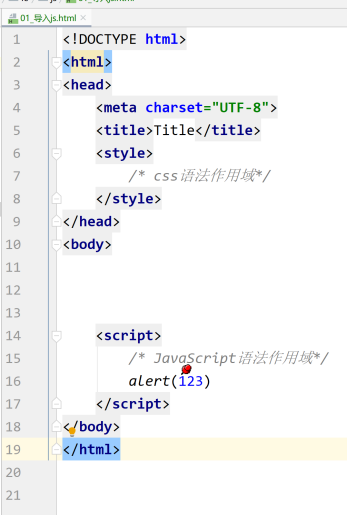 01_导入js.html
1 <!DOCTYPE html>
2 <html>
3 <head>
4 <meta charset="UTF-8">
5 <title>Title</title>
6 <style>
7 /* css语法作用域*/
8 </style>
9 </head>
10 <body>
11
12
13
14 <script>
15 /* JavaScript语法作用域*/
16 alert(123)
17 </script>
18 </body>
19 </html>
20
21